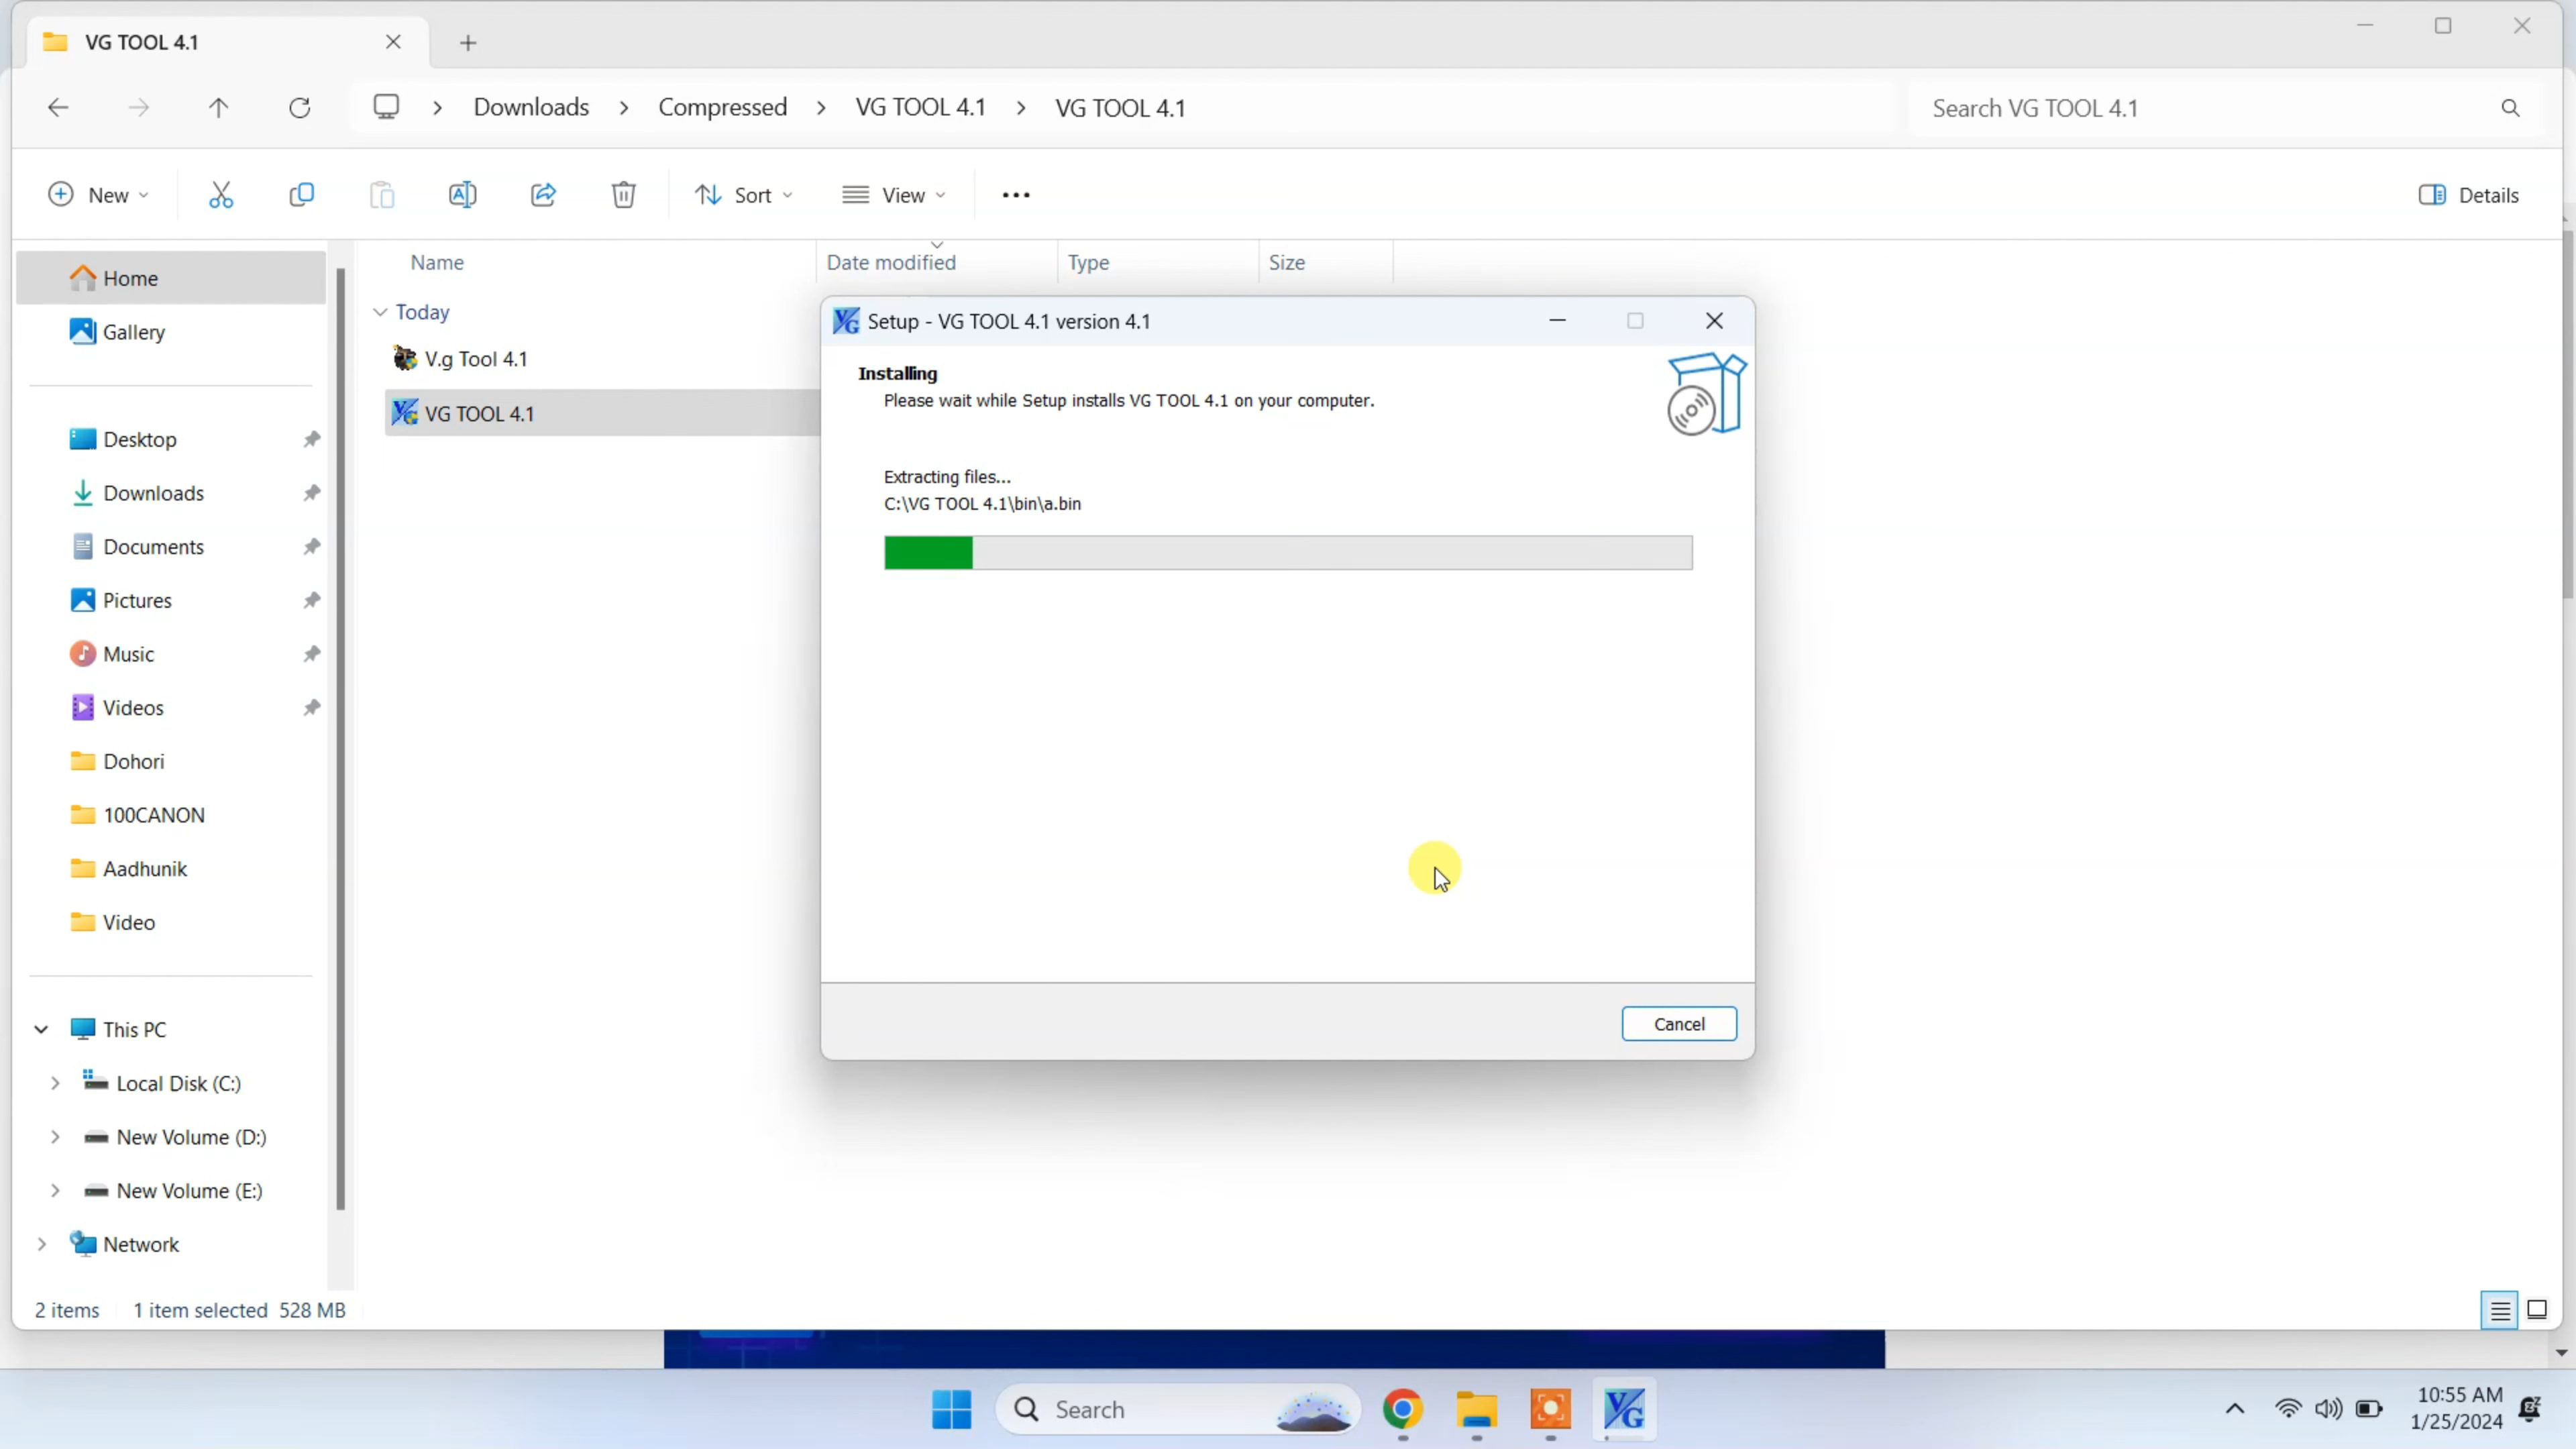 VG TOOL 4.1
Downloads > Compressed > VG TOOL 4.1 > VG TOOL 4.1
Search VG TOOL 4.1
New
Sort
View
Details
Home
Gallery
Desktop
Downloads
Documents
Pictures
Music
Videos
Dohori
100CANON
Aadhunik
Video
This PC
Local Disk (C:)
New Volume (D:)
New Volume (E:)
Network
Name Date modified Type Size
Today
V.g Tool 4.1
VG TOOL 4.1
VG Setup - VG TOOL 4.1 version 4.1
Installing
Please wait while Setup installs VG TOOL 4.1 on your computer.
Extracting files...
C:\VG TOOL 4.1\bin\a.bin
Cancel
2 items 1 item selected 528 MB
Search
VG
10:55 AM
1/25/2024